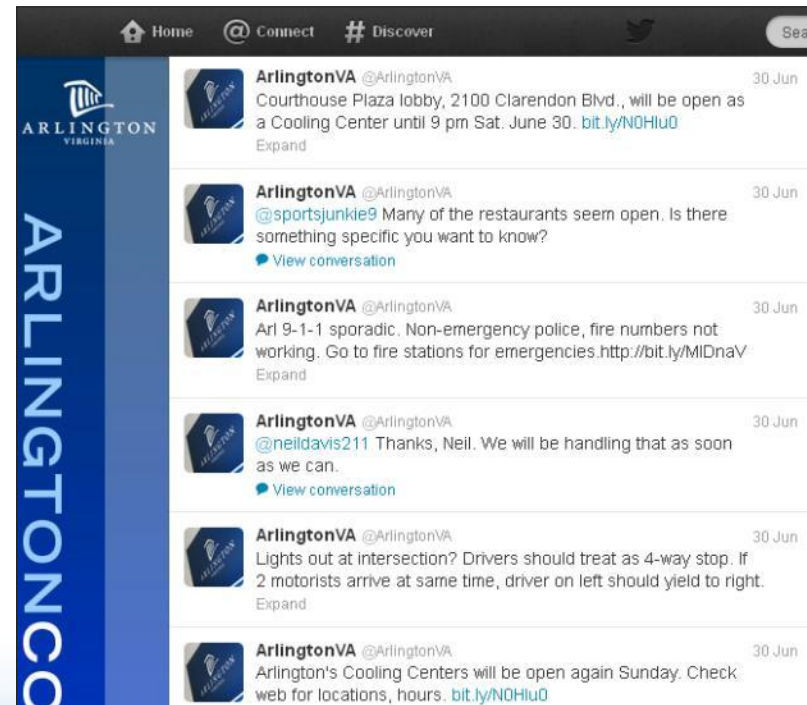 Home @ Connect # Discover Sea
ARLINGTON
VIRGINIA
ARLINGTONCO
ArlingtonVA @ArlingtonVA 30 Jun
Courthouse Plaza lobby, 2100 Clarendon Blvd., will be open as
a Cooling Center until 9 pm Sat. June 30. bit.ly/N0Hlu0
Expand
ArlingtonVA @ArlingtonVA 30 Jun
@sportsjunkie9 Many of the restaurants seem open. Is there
something specific you want to know?
View conversation
ArlingtonVA @ArlingtonVA 30 Jun
Arl 9-1-1 sporadic. Non-emergency police, fire numbers not
working. Go to fire stations for emergencies.http://bit.ly/MIDnaV
Expand
ArlingtonVA @ArlingtonVA 30 Jun
@neildavis211 Thanks, Neil. We will be handling that as soon
as we can.
View conversation
ArlingtonVA @ArlingtonVA 30 Jun
Lights out at intersection? Drivers should treat as 4-way stop. If
2 motorists arrive at same time, driver on left should yield to right.
Expand
ArlingtonVA @ArlingtonVA 30 Jun
Arlington's Cooling Centers will be open again Sunday. Check
web for locations, hours. bit.ly/N0Hlu0